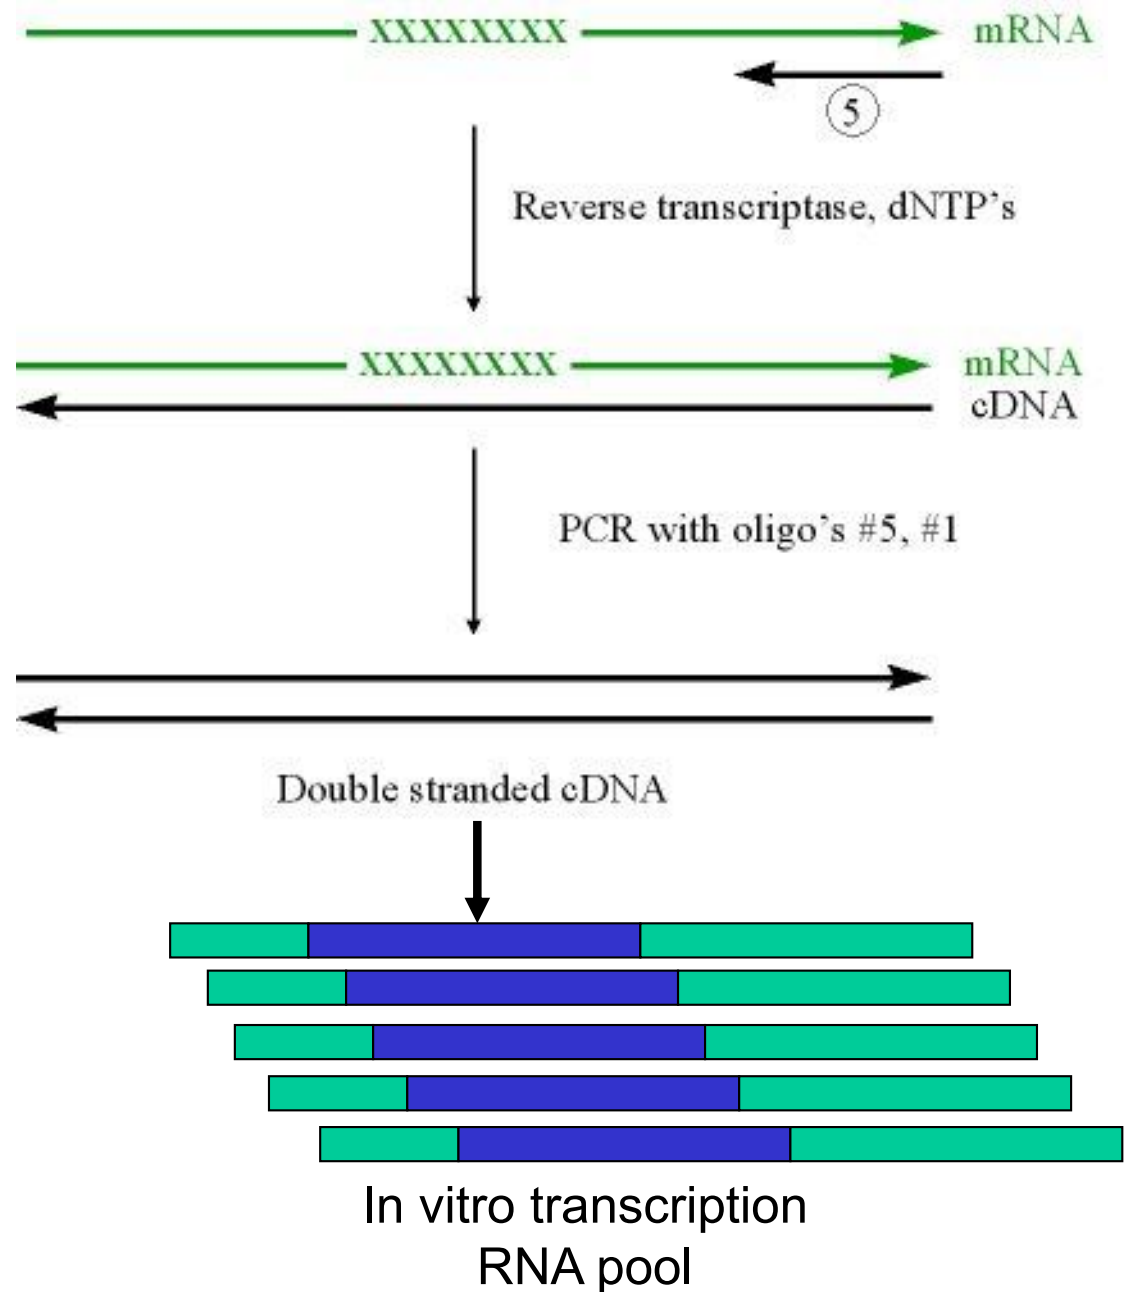 XXXXXXXX mRNA
5
Reverse transcriptase, dNTP's
XXXXXXXX mRNA
cDNA
PCR with oligo's #5, #1
Double stranded cDNA
In vitro transcription
RNA pool